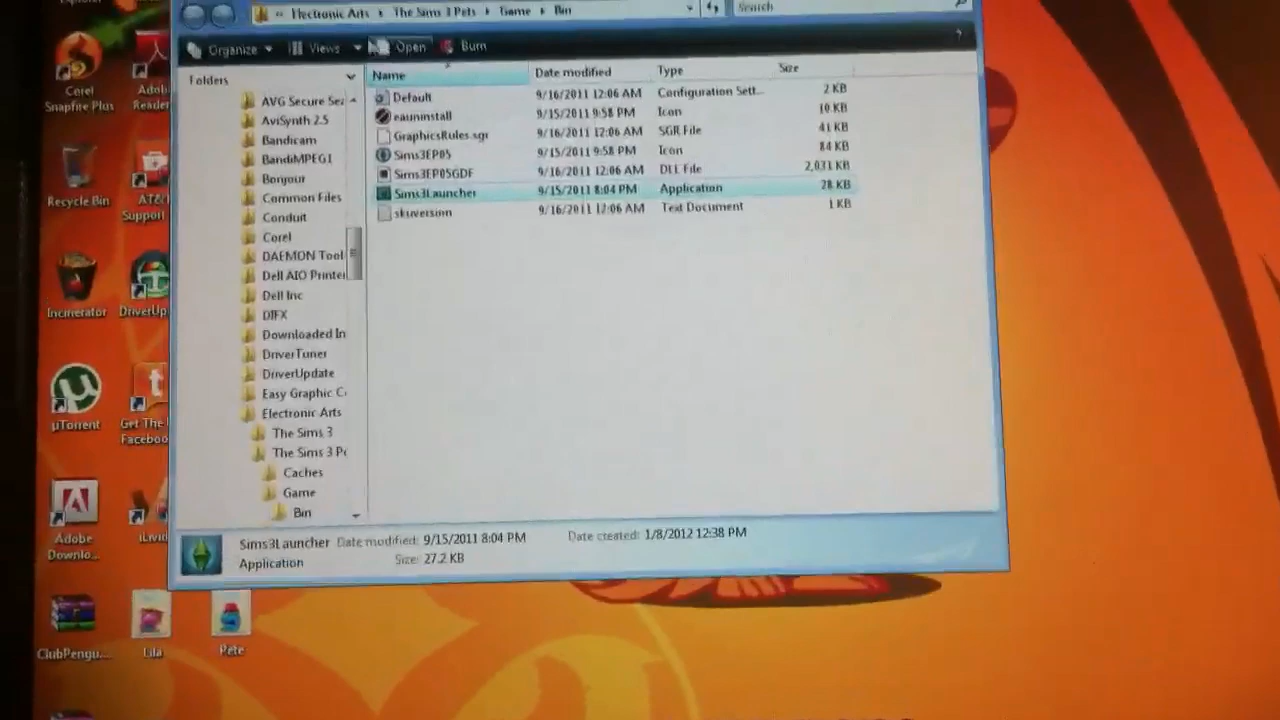 « Electronic Arts › The Sims 3 Pets › Game › Bin
Search
Organize Views Open Burn
Folders
Name Date modified Type Size
Default 9/16/2011 12:06 AM Configuration Sett... 2 KB
eauninstall 9/15/2011 9:58 PM Icon 10 KB
GraphicsRules.sgr 9/16/2011 12:06 AM SGR File 41 KB
Sims3EP05 9/15/2011 9:58 PM Icon 84 KB
Sims3EP05GDF 9/16/2011 12:06 AM DLL File 2,031 KB
Sims3Launcher 9/15/2011 8:04 PM Application 28 KB
skuversion 9/16/2011 12:06 AM Text Document 1 KB
AVG Secure Sea
AviSynth 2.5
Bandicam
BandiMPEG1
Bonjour
Common Files
Conduit
Corel
DAEMON Tool
Dell AIO Printer
Dell Inc
DIFX
Downloaded In
DriverTuner
DriverUpdate
Easy Graphic C
Electronic Arts
The Sims 3
The Sims 3 Pe
Caches
Game
Bin
Sims3Launcher Date modified: 9/15/2011 8:04 PM Date created: 1/8/2012 12:38 PM
Application Size: 27.2 KB
Corel
Snapfire Plus
Adob
Reader
Recycle Bin
AT&T
Support
Incinerator
DriverUp
µTorrent
Get The
Faceboo
Adobe
Downlo...
iLivid
ClubPengu...
Lila
Pete